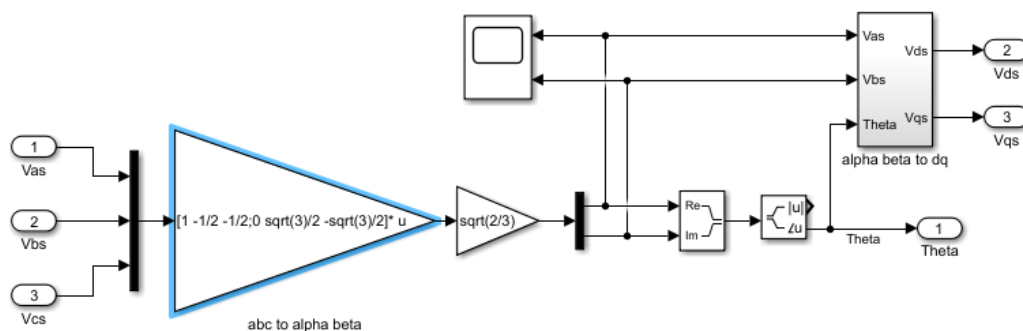 Vas
Vds
2
Vds
Vbs
Vqs
3
Vqs
Theta
alpha beta to dq
1
Vas
2
Vbs
3
Vcs
[1 -1/2 -1/2;0 sqrt(3)/2 -sqrt(3)/2]* u
abc to alpha beta
sqrt(2/3)
Re
Im
|u|
∠u
Theta
1
Theta